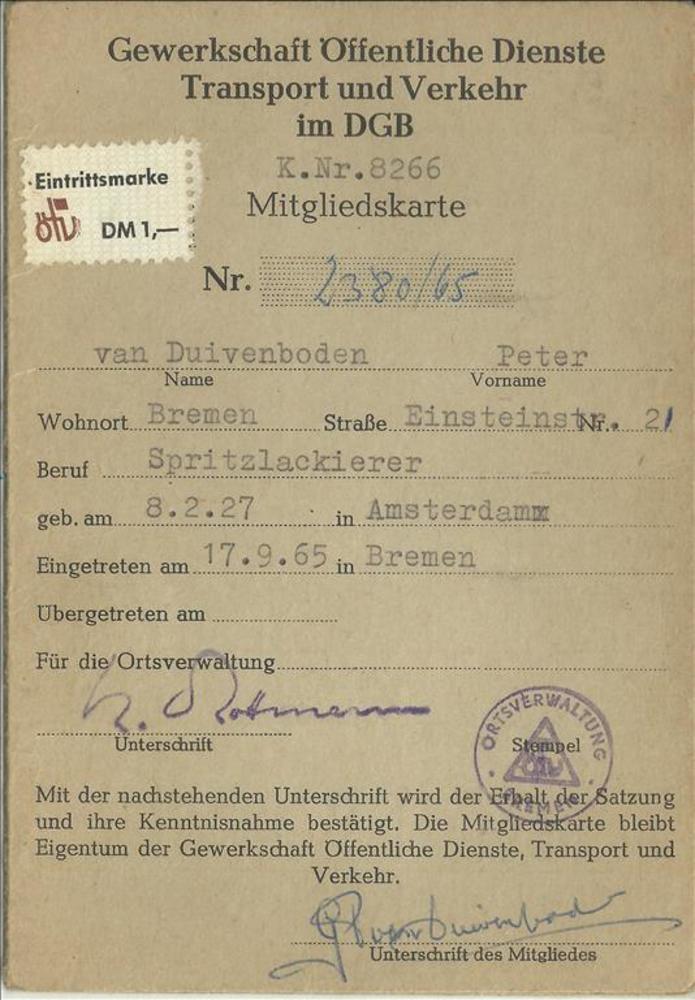 Gewerkschaft Öffentliche Dienste
Transport und Verkehr
im DGB
K.Nr.8266
Eintrittsmarke
ötv DM 1,—
Mitgliedskarte
Nr. 2380/65
van Duivenboden Peter
Name Vorname
Wohnort Bremen Straße Einsteinstr. Nr. 21
Beruf Spritzlackierer
geb. am 8.2.27 in Amsterdam
Eingetreten am 17.9.65 in Bremen
Übergetreten am
Für die Ortsverwaltung
Unterschrift Stempel
ORTSVERWALTUNG
BREMEN
Mit der nachstehenden Unterschrift wird der Erhalt der Satzung
und ihre Kenntnisnahme bestätigt. Die Mitgliedskarte bleibt
Eigentum der Gewerkschaft Öffentliche Dienste, Transport und
Verkehr.
van Duivenboden
Unterschrift des Mitgliedes